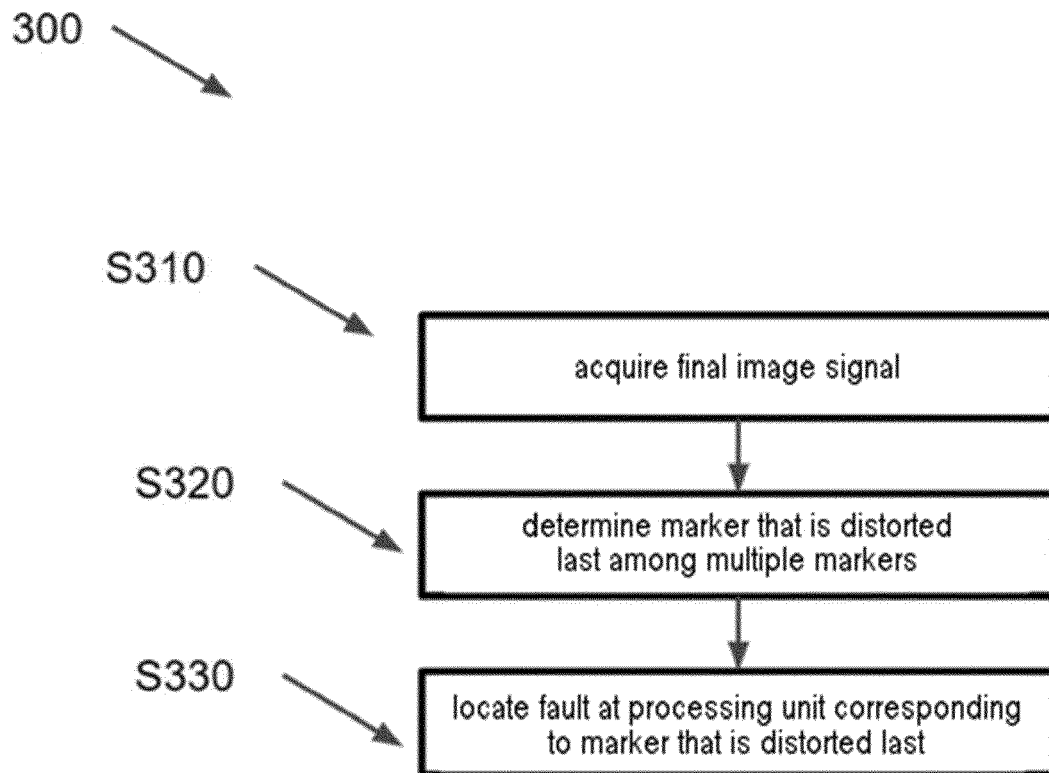 300
S310
acquire final image signal
S320
determine marker that is distorted
last among multiple markers
S330
locate fault at processing unit corresponding
to marker that is distorted last